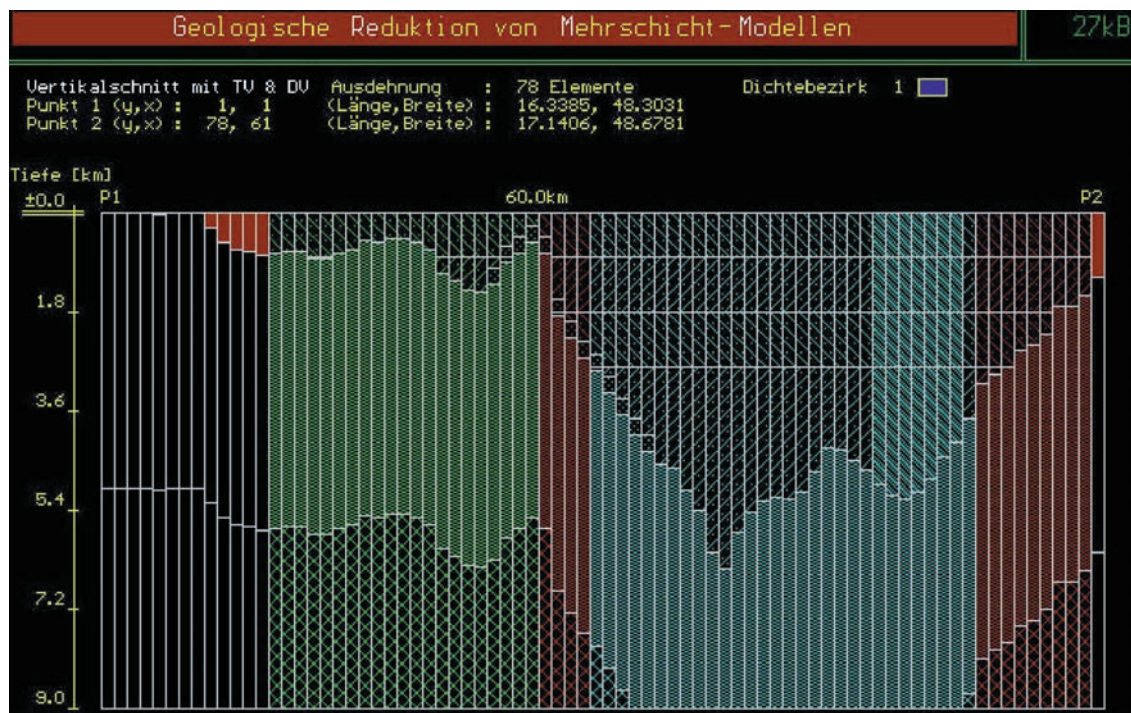 Geologische Reduktion von Mehrschicht-Modellen
27kB
Vertikalschnitt mit TV & DV Ausdehnung : 78 Elemente Dichtebezirk 1
Punkt 1 (y,x) : 1, 1 (Länge,Breite) : 16.3385, 48.3031
Punkt 2 (y,x) : 78, 61 (Länge,Breite) : 17.1406, 48.6781
Tiefe [km]
±0.0 P1 60.0km P2
1.8
3.6
5.4
7.2
9.0